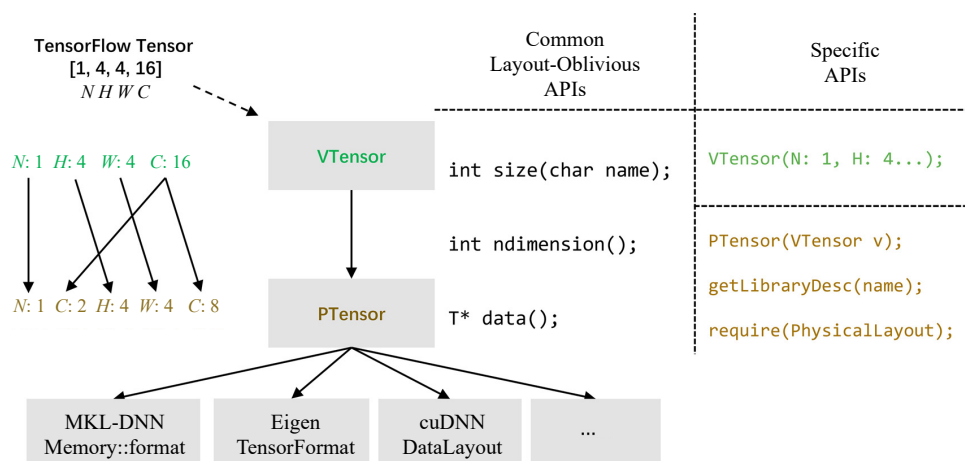 TensorFlow Tensor
[1, 4, 4, 16]
N H W C
Common
Layout-Oblivious
APIs
Specific
APIs
N: 1 H: 4 W: 4 C: 16
VTensor
int size(char name);
VTensor(N: 1, H: 4...);
int ndimension();
PTensor(VTensor v);
getLibraryDesc(name);
N: 1 C: 2 H: 4 W: 4 C: 8
PTensor
T* data();
require(PhysicalLayout);
MKL-DNN
Memory::format
Eigen
TensorFormat
cuDNN
DataLayout
...